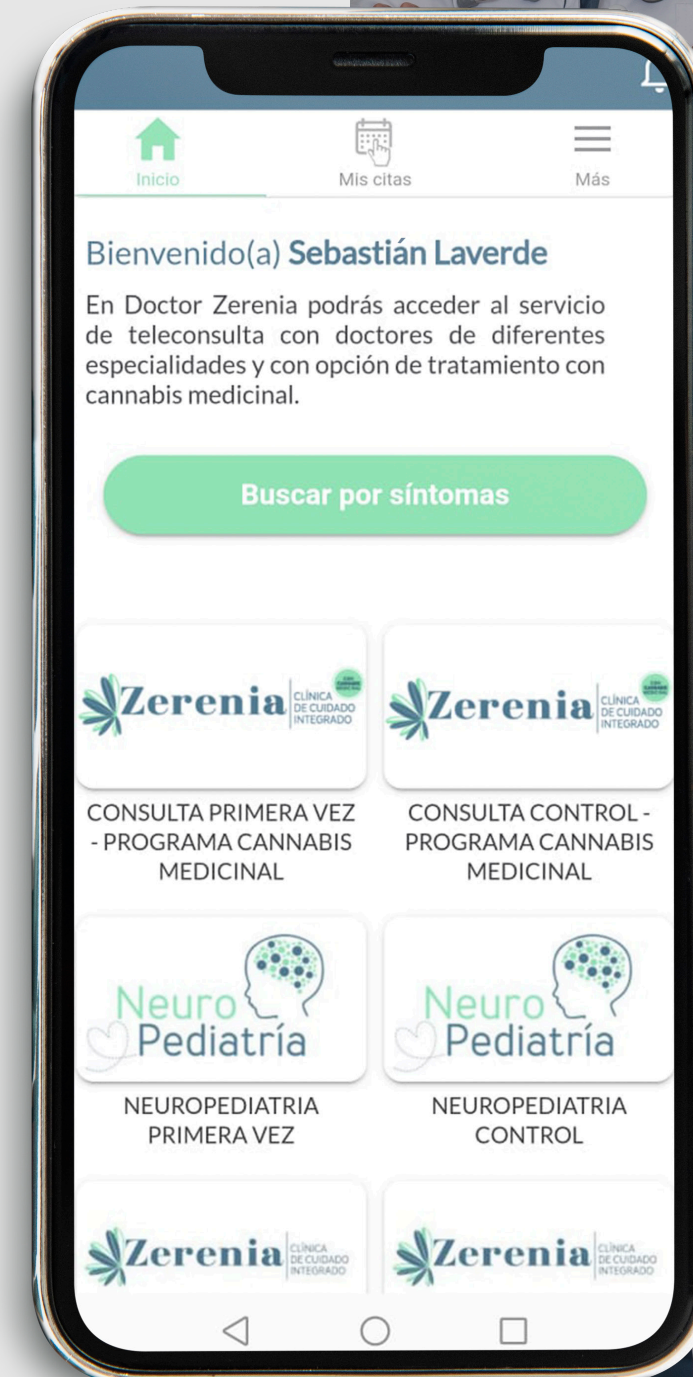 Inicio
Mis citas
Más
Bienvenido(a) Sebastián Laverde
En Doctor Zerenia podrás acceder al servicio
de teleconsulta con doctores de diferentes
especialidades y con opción de tratamiento con
cannabis medicinal.
Buscar por síntomas
Zerenia
CLÍNICA
DE CUIDADO
INTEGRADO
Zerenia
CLÍNICA
DE CUIDADO
INTEGRADO
CONSULTA PRIMERA VEZ
- PROGRAMA CANNABIS
MEDICINAL
CONSULTA CONTROL -
PROGRAMA CANNABIS
MEDICINAL
Neuro
Pediatría
Neuro
Pediatría
NEUROPEDIATRIA
PRIMERA VEZ
NEUROPEDIATRIA
CONTROL
Zerenia
CLÍNICA
DE CUIDADO
INTEGRADO
Zerenia
CLÍNICA
DE CUIDADO
INTEGRADO